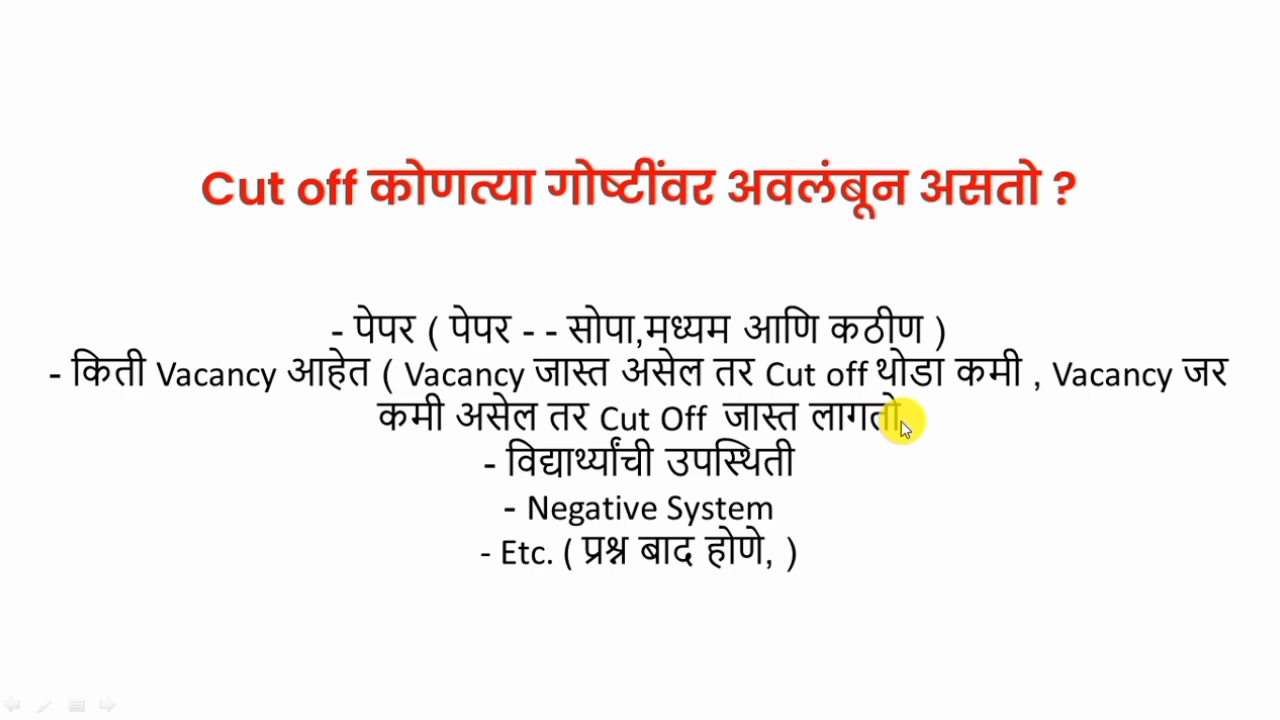 Cut off कोणत्या गोष्टींवर अवलंबून असतो ?
- पेपर ( पेपर - - सोपा,मध्यम आणि कठीण )
- किती Vacancy आहेत ( Vacancy जास्त असेल तर Cut off थोडा कमी , Vacancy जर
कमी असेल तर Cut Off जास्त लागतो
- विद्यार्थ्यांची उपस्थिती
- Negative System
- Etc. ( प्रश्न बाद होणे, )